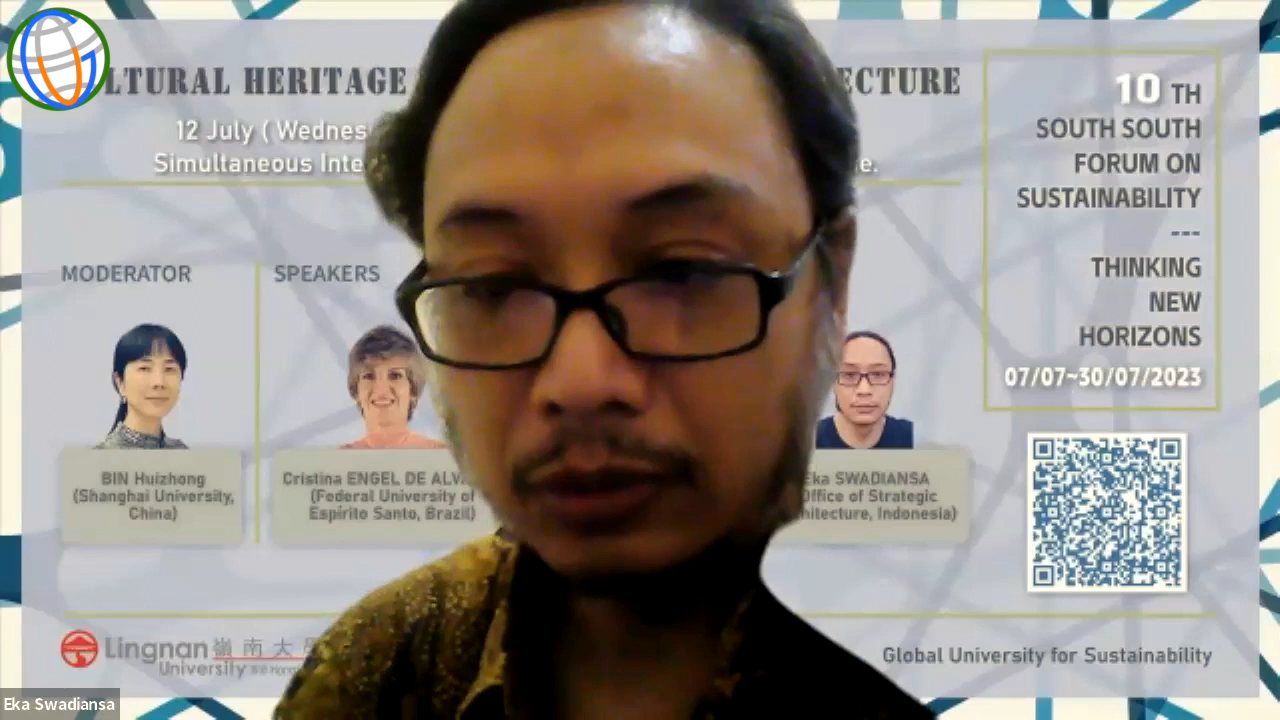 LTURAL HERITAGE
ECTURE
12 July ( Wednes
Simultaneous Inte
e.
10 TH
SOUTH SOUTH
FORUM ON
SUSTAINABILITY
---
THINKING
NEW
HORIZONS
07/07~30/07/2023
MODERATOR
SPEAKERS
BIN Huizhong
(Shanghai University,
China)
Cristina ENGEL DE ALV
(Federal University of
Espírito Santo, Brazil)
Eka SWADIANSA
Office of Strategic
hitecture, Indonesia)
Lingnan 嶺南大學
University
Global University for Sustainability
Eka Swadiansa